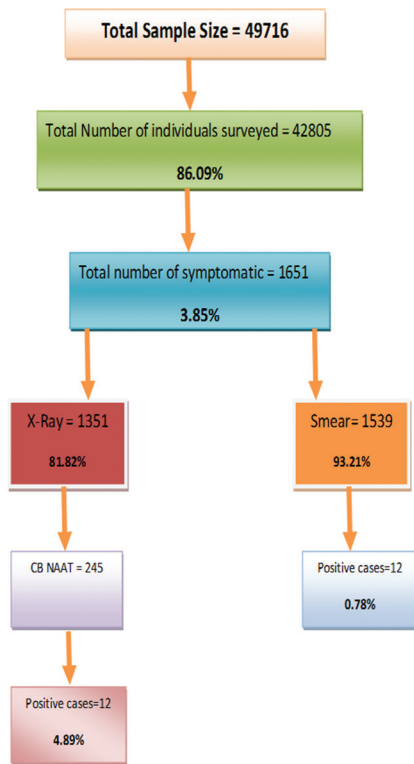 Total Sample Size = 49716
Total Number of individuals surveyed = 42805
86.09%
Total number of symptomatic = 1651
3.85%
X-Ray = 1351
81.82%
Smear= 1539
93.21%
CB NAAT = 245
Positive cases=12
0.78%
Positive cases=12
4.89%